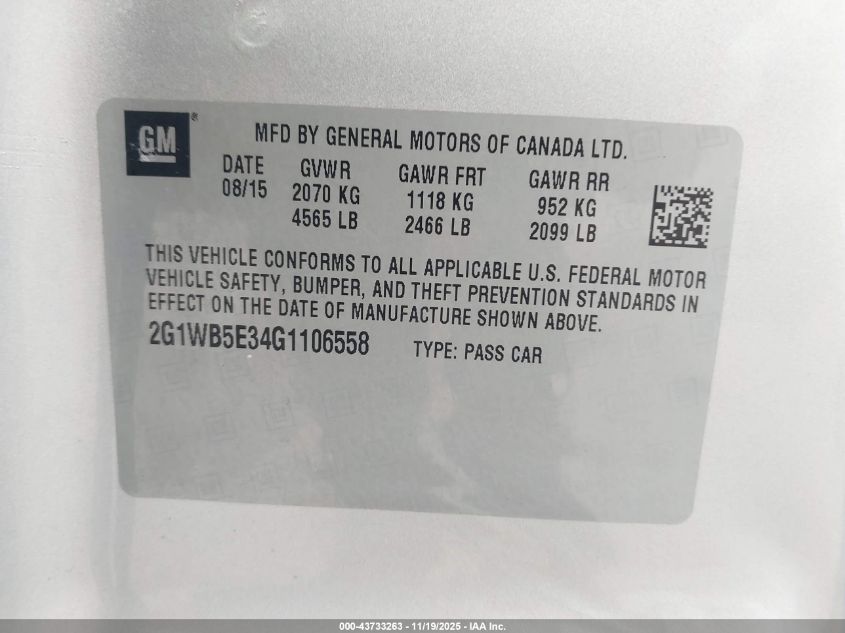 GM ®
MFD BY GENERAL MOTORS OF CANADA LTD.
DATE GVWR GAWR FRT GAWR RR
08/15 2070 KG 1118 KG 952 KG
4565 LB 2466 LB 2099 LB
THIS VEHICLE CONFORMS TO ALL APPLICABLE U.S. FEDERAL MOTOR
VEHICLE SAFETY, BUMPER, AND THEFT PREVENTION STANDARDS IN
EFFECT ON THE DATE OF MANUFACTURE SHOWN ABOVE.
2G1WB5E34G1106558 TYPE: PASS CAR
000-43733263 - 11/19/2025 - IAA Inc.